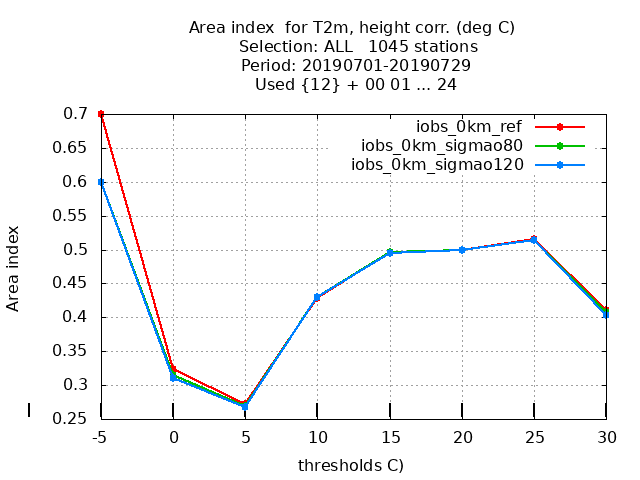 Area index  for T2m, height corr. (deg C)
Selection: ALL   1045 stations
Period: 20190701-20190729
Used {12} + 00 01 ... 24
iobs_0km_ref
iobs_0km_sigmao80
iobs_0km_sigmao120
0.7
0.65
0.6
0.55
0.5
0.45
0.4
0.35
0.3
0.25
Area index
-5 0 5 10 15 20 25 30
thresholds C)